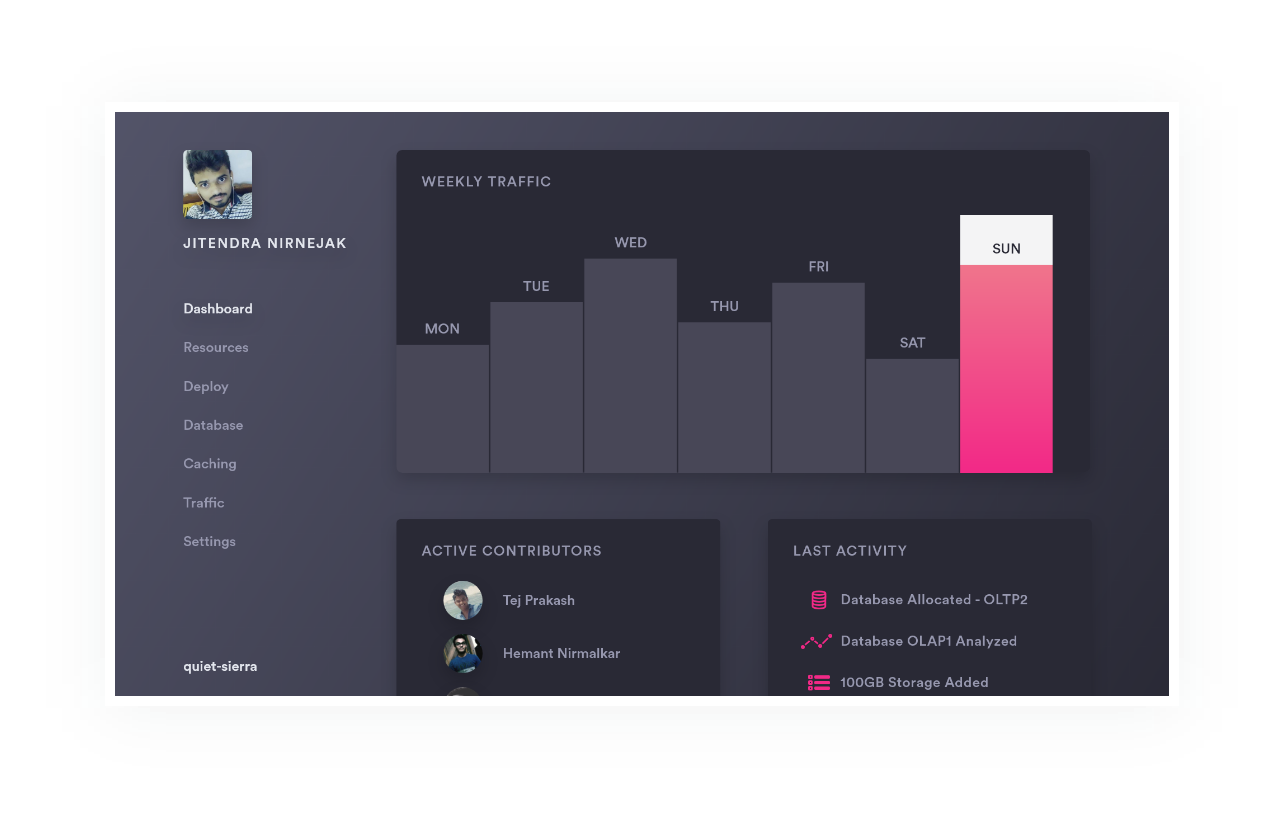 JITENDRA NIRNEJAK
Dashboard
Resources
Deploy
Database
Caching
Traffic
Settings
quiet-sierra
WEEKLY TRAFFIC
MON
TUE
WED
THU
FRI
SAT
SUN
ACTIVE CONTRIBUTORS
Tej Prakash
Hemant Nirmalkar
LAST ACTIVITY
Database Allocated - OLTP2
Database OLAP1 Analyzed
100GB Storage Added